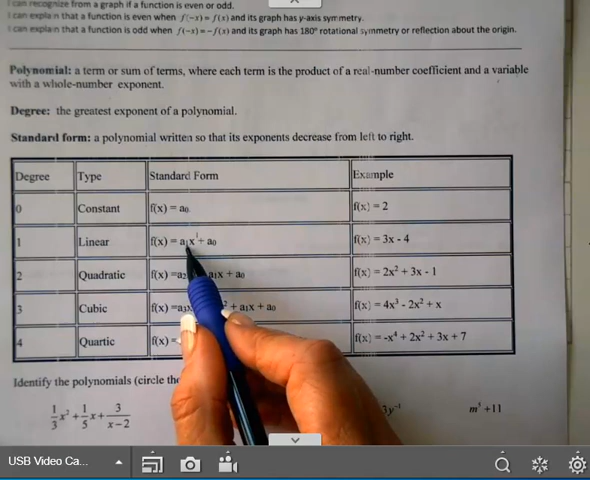 I can recognize from a graph if a function is even or odd.
I can explain that a function is even when f(-x) = f(x) and its graph has y-axis symmetry.
I can explain that a function is odd when f(-x) = -f(x) and its graph has 180° rotational symmetry or reflection about the origin.
Polynomial: a term or sum of terms, where each term is the product of a real-number coefficient and a variable
with a whole-number exponent.
Degree: the greatest exponent of a polynomial.
Standard form: a polynomial written so that its exponents decrease from left to right.
Degree Type Standard Form Example
0 Constant f(x) = a₀ f(x) = 2
1 Linear f(x) = a₁x¹ + a₀ f(x) = 3x - 4
2 Quadratic f(x) =a₂ a₁x + a₀ f(x) = 2x² + 3x - 1
3 Cubic f(x) =a₃x ² + a₁x + a₀ f(x) = 4x³ - 2x² + x
4 Quartic f(x) = f(x) = -x⁴ + 2x² + 3x + 7
Identify the polynomials (circle the
1/3 x² + 1/5 x + 3/(x-2) 3y⁻¹ m⁵ +11
USB Video Ca...